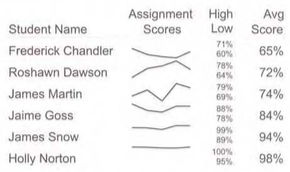 Student Name Assignment Scores High Low Avg Score
Frederick Chandler 71% 60% 65%
Roshawn Dawson 78% 64% 72%
James Martin 79% 69% 74%
Jaime Goss 88% 78% 84%
James Snow 99% 89% 94%
Holly Norton 100% 95% 98%